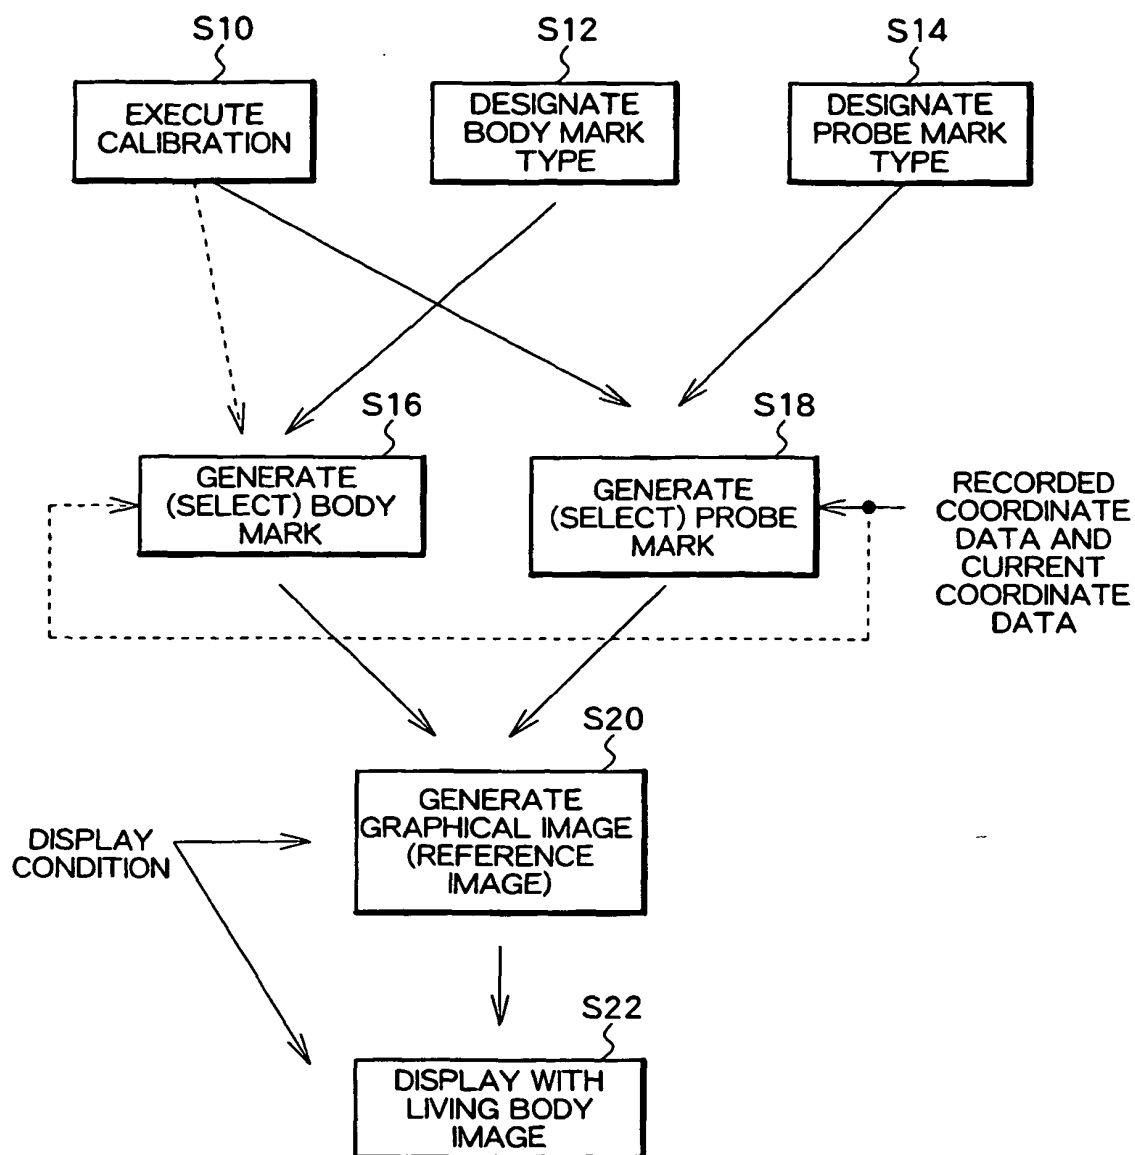 S10
S12
S14
EXECUTE
CALIBRATION
DESIGNATE
BODY MARK
TYPE
DESIGNATE
PROBE MARK
TYPE
S16
S18
GENERATE
(SELECT) BODY
MARK
GENERATE
(SELECT) PROBE
MARK
RECORDED
COORDINATE
DATA AND
CURRENT
COORDINATE
DATA
S20
GENERATE
GRAPHICAL IMAGE
(REFERENCE
IMAGE)
DISPLAY
CONDITION
S22
DISPLAY WITH
LIVING BODY
IMAGE